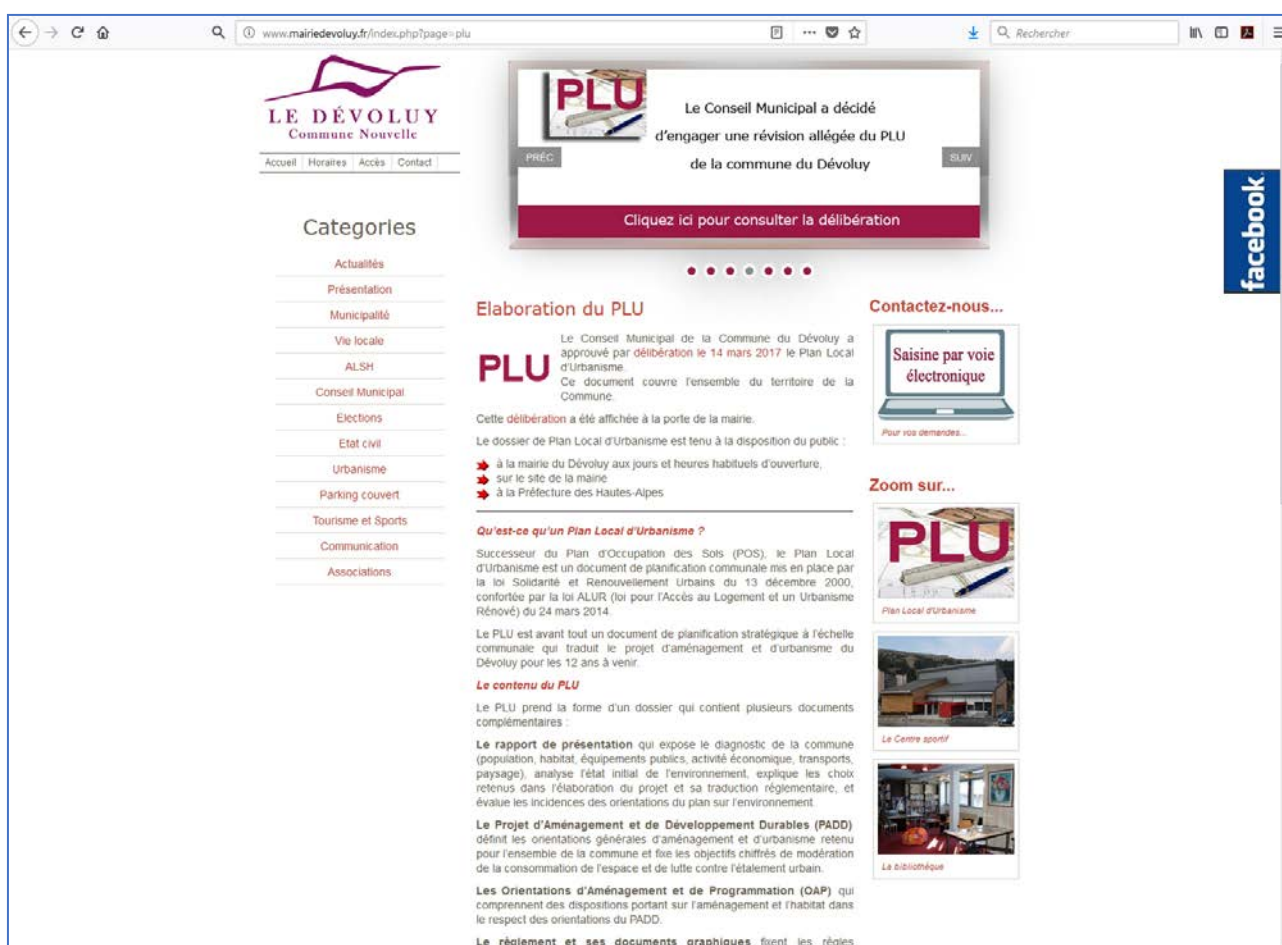 www.mairiedevoluy.fr/index.php?page=plu
Rechercher
LE DÉVOLUY
Commune Nouvelle
Accueil Horaires Accès Contact
PLU
Le Conseil Municipal a décidé
d'engager une révision allégée du PLU
de la commune du Dévoluy
PRÉC
SUIV
Cliquez ici pour consulter la délibération
facebook
Categories
Actualités
Présentation
Municipalité
Vie locale
ALSH
Conseil Municipal
Elections
Etat civil
Urbanisme
Parking couvert
Tourisme et Sports
Communication
Associations
Elaboration du PLU
PLU
Le Conseil Municipal de la Commune du Dévoluy a
approuvé par délibération le 14 mars 2017 le Plan Local
d'Urbanisme.
Ce document couvre l'ensemble du territoire de la
Commune.
Cette délibération a été affichée à la porte de la mairie.
Le dossier de Plan Local d'Urbanisme est tenu à la disposition du public :
à la mairie du Dévoluy aux jours et heures habituels d'ouverture,
sur le site de la mairie
à la Préfecture des Hautes-Alpes
Qu'est-ce qu'un Plan Local d'Urbanisme ?
Successeur du Plan d'Occupation des Sols (POS), le Plan Local
d'Urbanisme est un document de planification communale mis en place par
la loi Solidarité et Renouvellement Urbains du 13 décembre 2000,
confortée par la loi ALUR (loi pour l'Accès au Logement et un Urbanisme
Rénové) du 24 mars 2014.
Le PLU est avant tout un document de planification stratégique à l'échelle
communale qui traduit le projet d'aménagement et d'urbanisme du
Dévoluy pour les 12 ans à venir.
Le contenu du PLU
Le PLU prend la forme d'un dossier qui contient plusieurs documents
complémentaires :
Le rapport de présentation qui expose le diagnostic de la commune
(population, habitat, équipements publics, activité économique, transports,
paysage), analyse l'état initial de l'environnement, explique les choix
retenus dans l'élaboration du projet et sa traduction réglementaire, et
évalue les incidences des orientations du plan sur l'environnement.
Le Projet d'Aménagement et de Développement Durables (PADD)
définit les orientations générales d'aménagement et d'urbanisme retenu
pour l'ensemble de la commune et fixe les objectifs chiffrés de modération
de la consommation de l'espace et de lutte contre l'étalement urbain.
Les Orientations d'Aménagement et de Programmation (OAP) qui
comprennent des dispositions portant sur l'aménagement et l'habitat dans
le respect des orientations du PADD.
Le règlement et ses documents graphiques fixent les règles
Contactez-nous...
Saisine par voie
électronique
Pour vos demandes...
Zoom sur...
PLU
Plan Local d'Urbanisme
Le Centre sportif
La bibliothèque